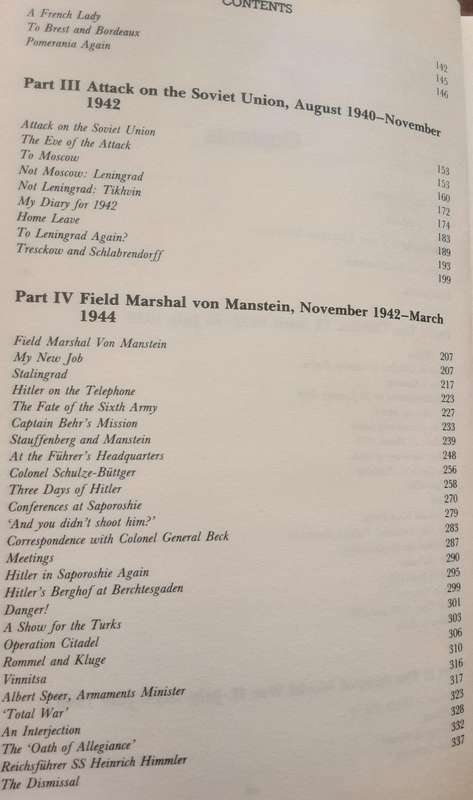 CONTENTS
A French Lady 142
To Brest and Bordeaux 145
Pomerania Again 146
Part III Attack on the Soviet Union, August 1940–November
1942
Attack on the Soviet Union 153
The Eve of the Attack 153
To Moscow 160
Not Moscow: Leningrad 172
Not Leningrad: Tikhvin 174
My Diary for 1942 183
Home Leave 189
To Leningrad Again? 193
Tresckow and Schlabrendorff 199
Part IV Field Marshal von Manstein, November 1942–March
1944
Field Marshal Von Manstein 207
My New Job 207
Stalingrad 217
Hitler on the Telephone 223
The Fate of the Sixth Army 227
Captain Behr's Mission 233
Stauffenberg and Manstein 239
At the Führer's Headquarters 248
Colonel Schulze-Büttger 256
Three Days of Hitler 258
Conferences at Saporoshie 270
'And you didn't shoot him?' 279
Correspondence with Colonel General Beck 283
Meetings 287
Hitler in Saporoshie Again 290
Hitler's Berghof at Berchtesgaden 295
Danger! 299
A Show for the Turks 301
Operation Citadel 303
Rommel and Kluge 306
Vinnitsa 310
Albert Speer, Armaments Minister 316
'Total War' 317
An Interjection 323
The 'Oath of Allegiance' 328
Reichsführer SS Heinrich Himmler 332
The Dismissal 337